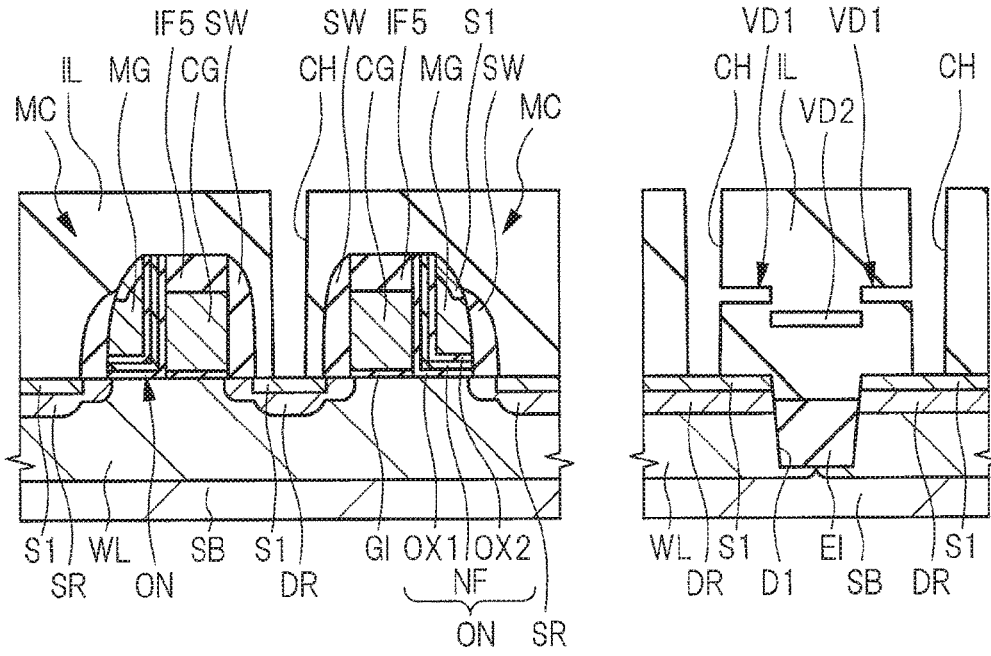 IF5 SW SW IF5 S1 VD1 VD1
IL MG CG CH CG MG SW CH IL CH
MC MC VD2
S1 WL SB S1 GI OX1 OX2 WL S1 EI S1
SR ON DR NF SR DR D1 SB DR
ON